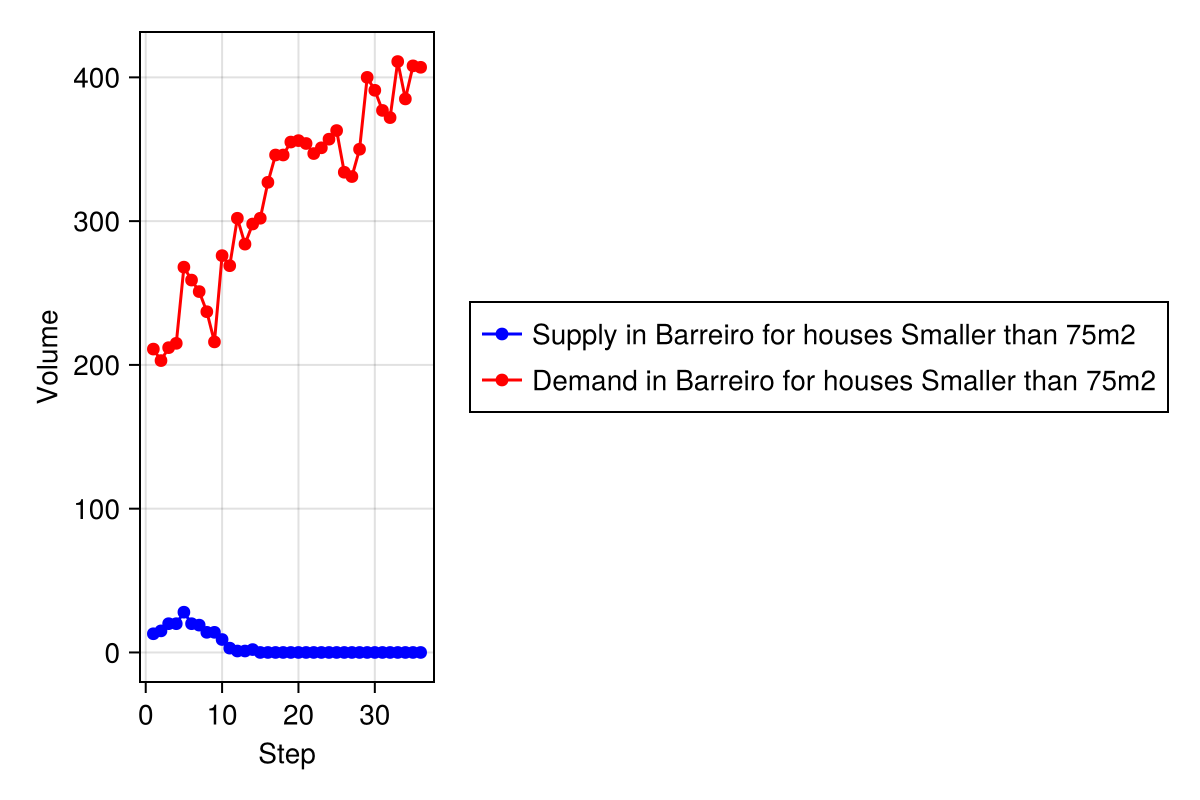 Volume
400
300
200
100
0
0 10 20 30
Step
Supply in Barreiro for houses Smaller than 75m2
Demand in Barreiro for houses Smaller than 75m2